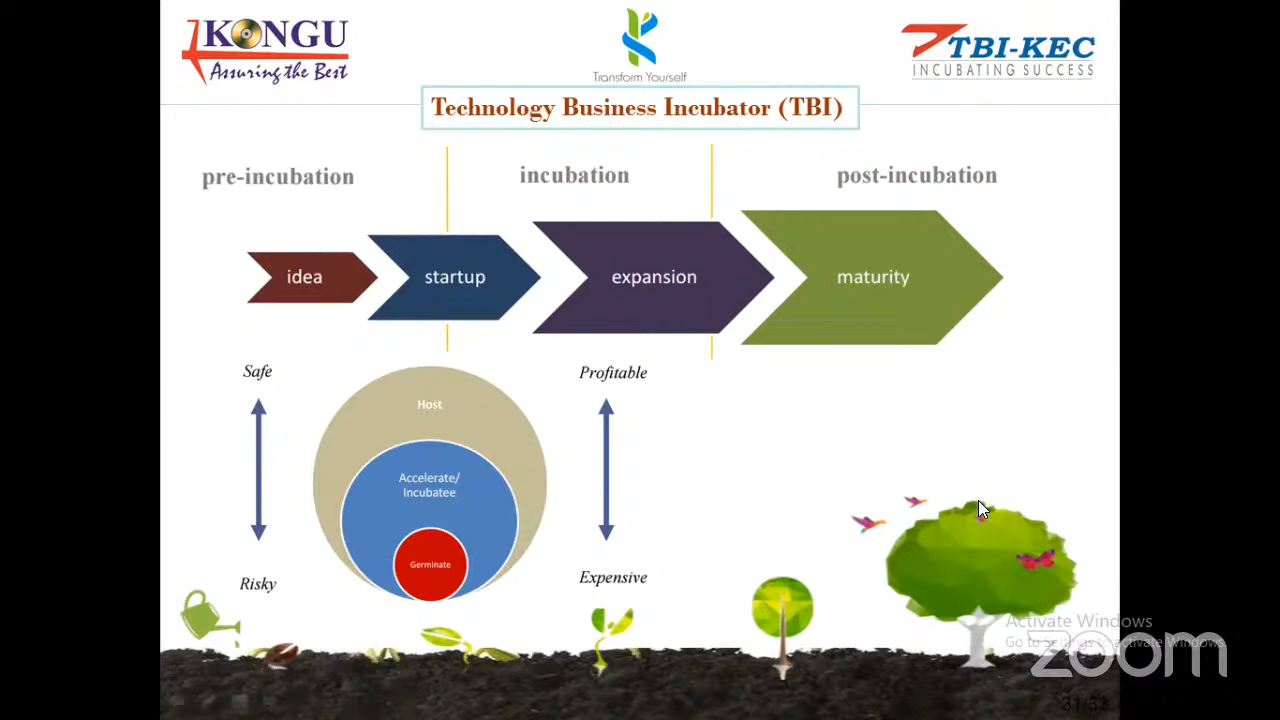 KONGU
Assuring the Best
Transform Yourself
TBI-KEC
INCUBATING SUCCESS
Technology Business Incubator (TBI)
pre-incubation
incubation
post-incubation
idea
startup
expansion
maturity
Safe
Profitable
Host
Accelerate/
Incubatee
Germinate
Risky
Expensive
Activate Windows
Go to Settings to activate Windows.
zoom